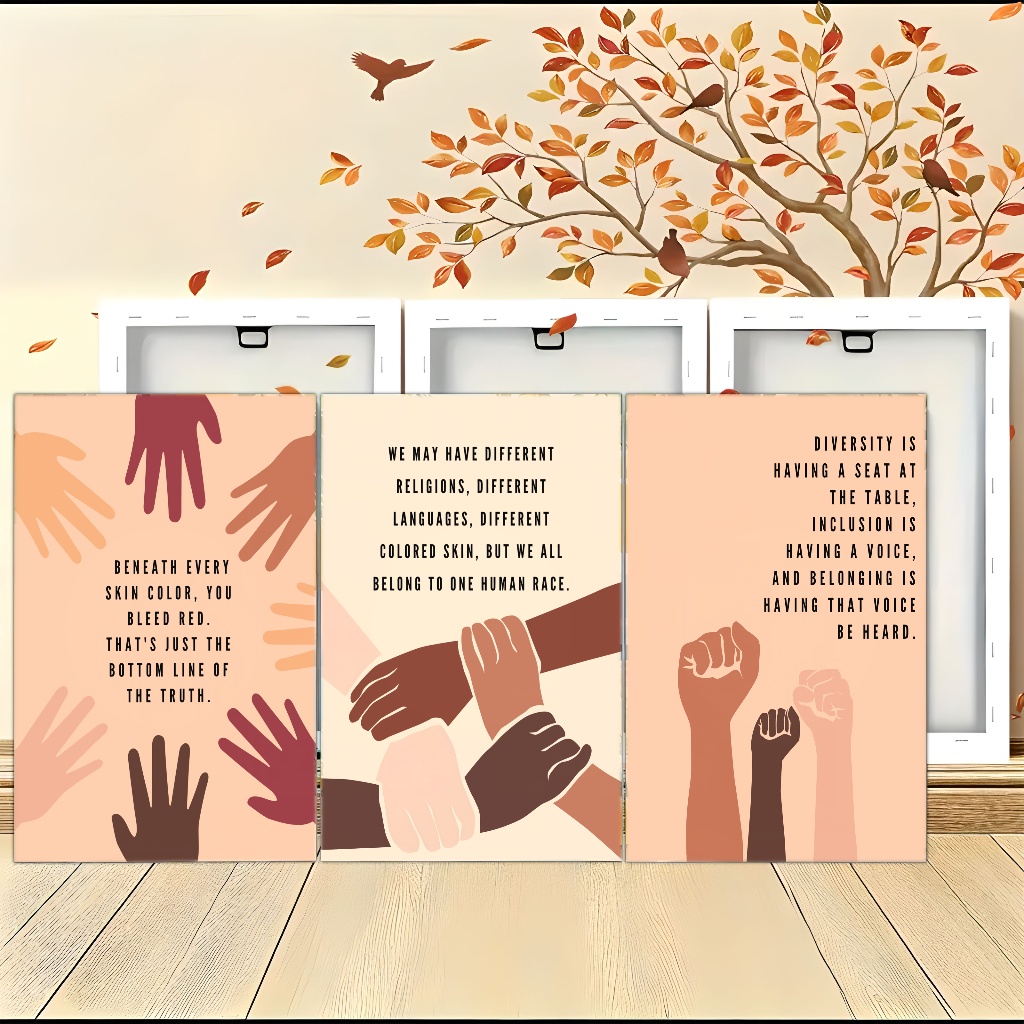 BENEATH EVERY
SKIN COLOR, YOU
BLEED RED.
THAT'S JUST THE
BOTTOM LINE OF
THE TRUTH.
WE MAY HAVE DIFFERENT
RELIGIONS, DIFFERENT
LANGUAGES, DIFFERENT
COLORED SKIN, BUT WE ALL
BELONG TO ONE HUMAN RACE.
DIVERSITY IS
HAVING A SEAT AT
THE TABLE,
INCLUSION IS
HAVING A VOICE,
AND BELONGING IS
HAVING THAT VOICE
BE HEARD.